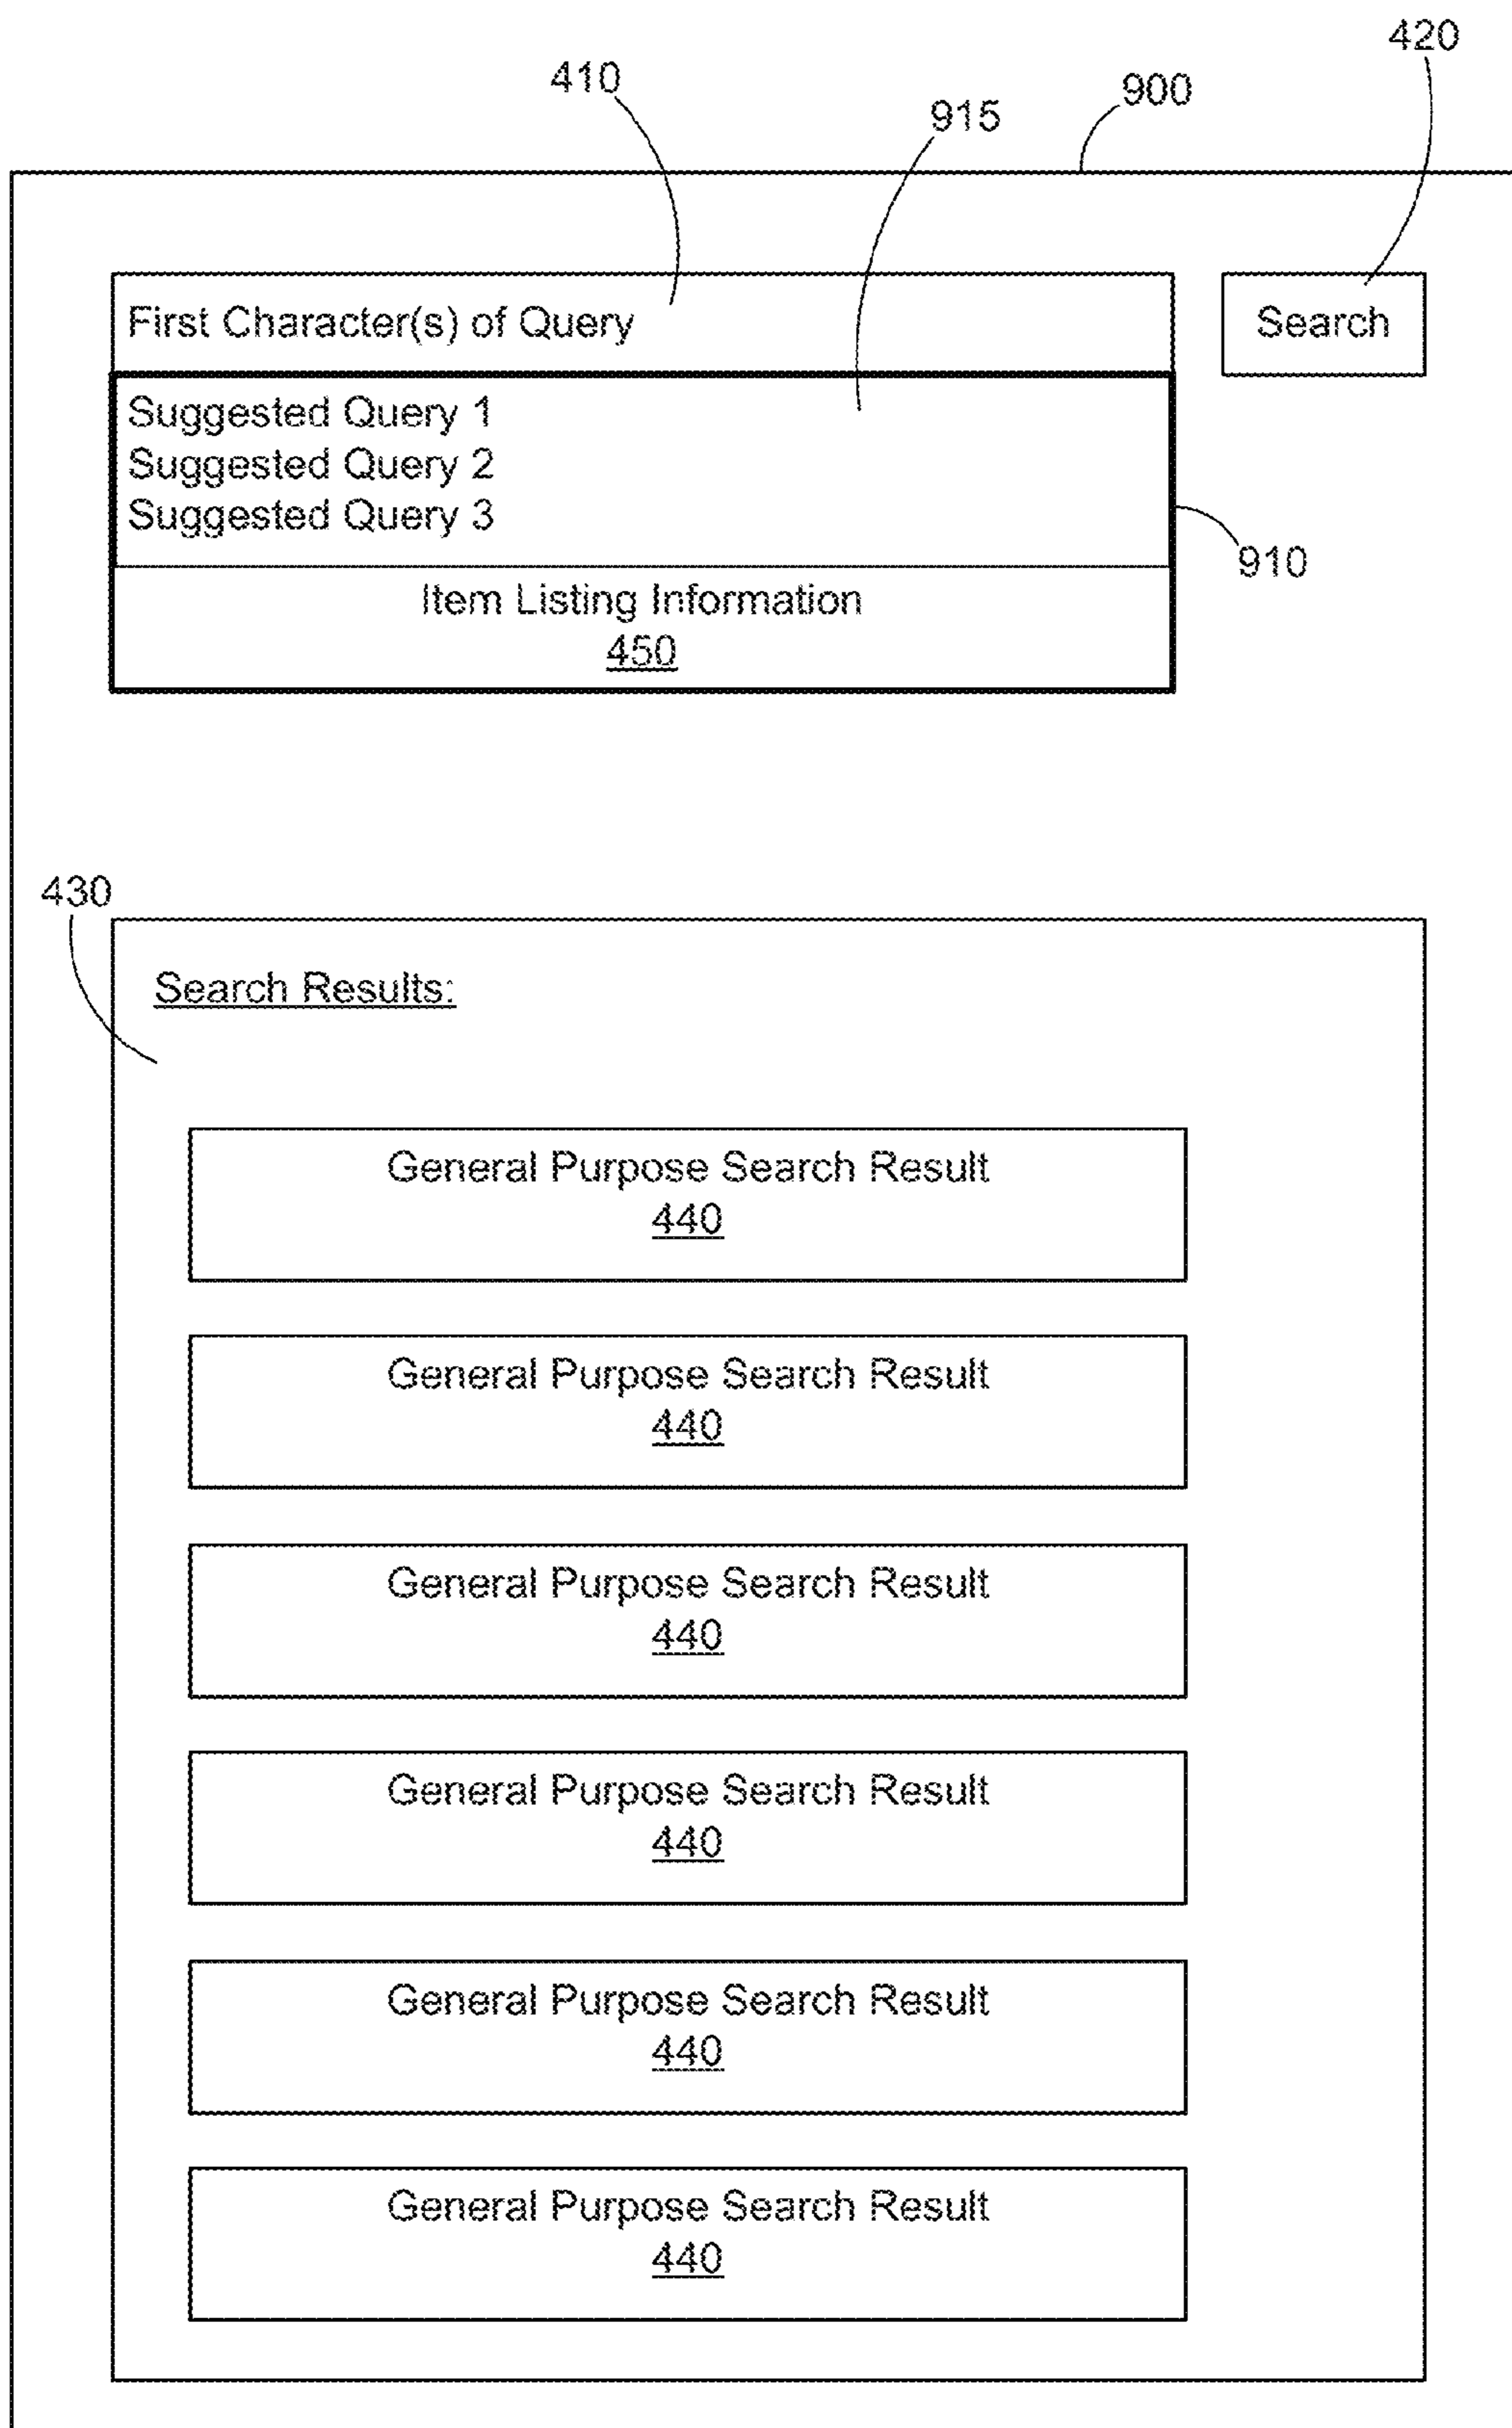 420
410
900
915
First Character(s) of Query
Search
Suggested Query 1
Suggested Query 2
Suggested Query 3
910
Item Listing Information
450
430
Search Results:
General Purpose Search Result
440
General Purpose Search Result
440
General Purpose Search Result
440
General Purpose Search Result
440
General Purpose Search Result
440
General Purpose Search Result
440